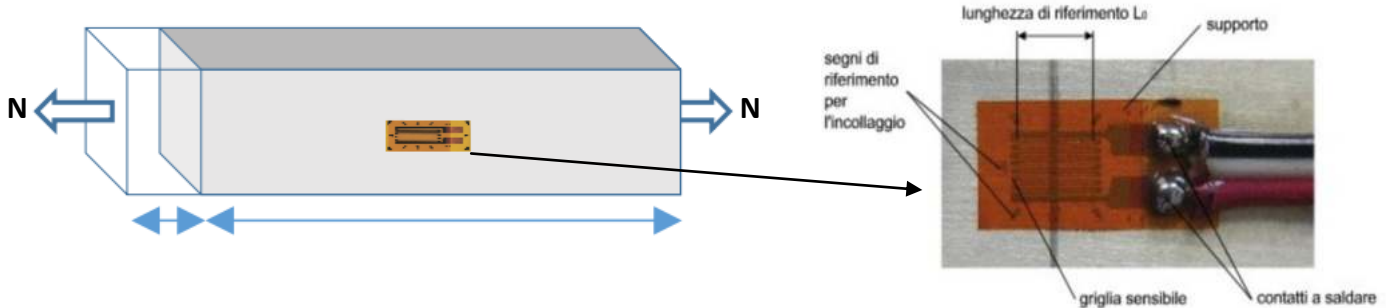 N
N
lunghezza di riferimento L₀
supporto
segni di
riferimento
per
l'incollaggio
griglia sensibile
contatti a saldare